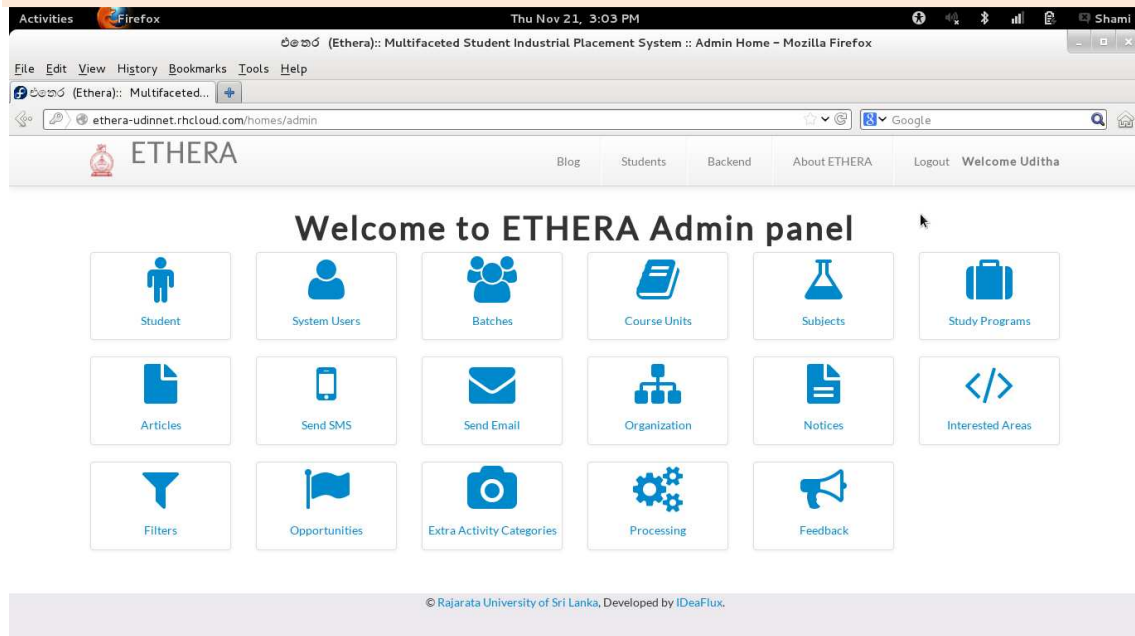 Activities Firefox Thu Nov 21, 3:03 PM Shami
එතෙර (Ethera):: Multifaceted Student Industrial Placement System :: Admin Home - Mozilla Firefox
File Edit View History Bookmarks Tools Help
එතෙර (Ethera):: Multifaceted...
ethera-udinnet.rhcloud.com/homes/admin Google
ETHERA Blog Students Backend About ETHERA Logout Welcome Uditha
Welcome to ETHERA Admin panel
Student System Users Batches Course Units Subjects Study Programs
Articles Send SMS Send Email Organization Notices Interested Areas
Filters Opportunities Extra Activity Categories Processing Feedback
© Rajarata University of Sri Lanka, Developed by IDeaFlux.